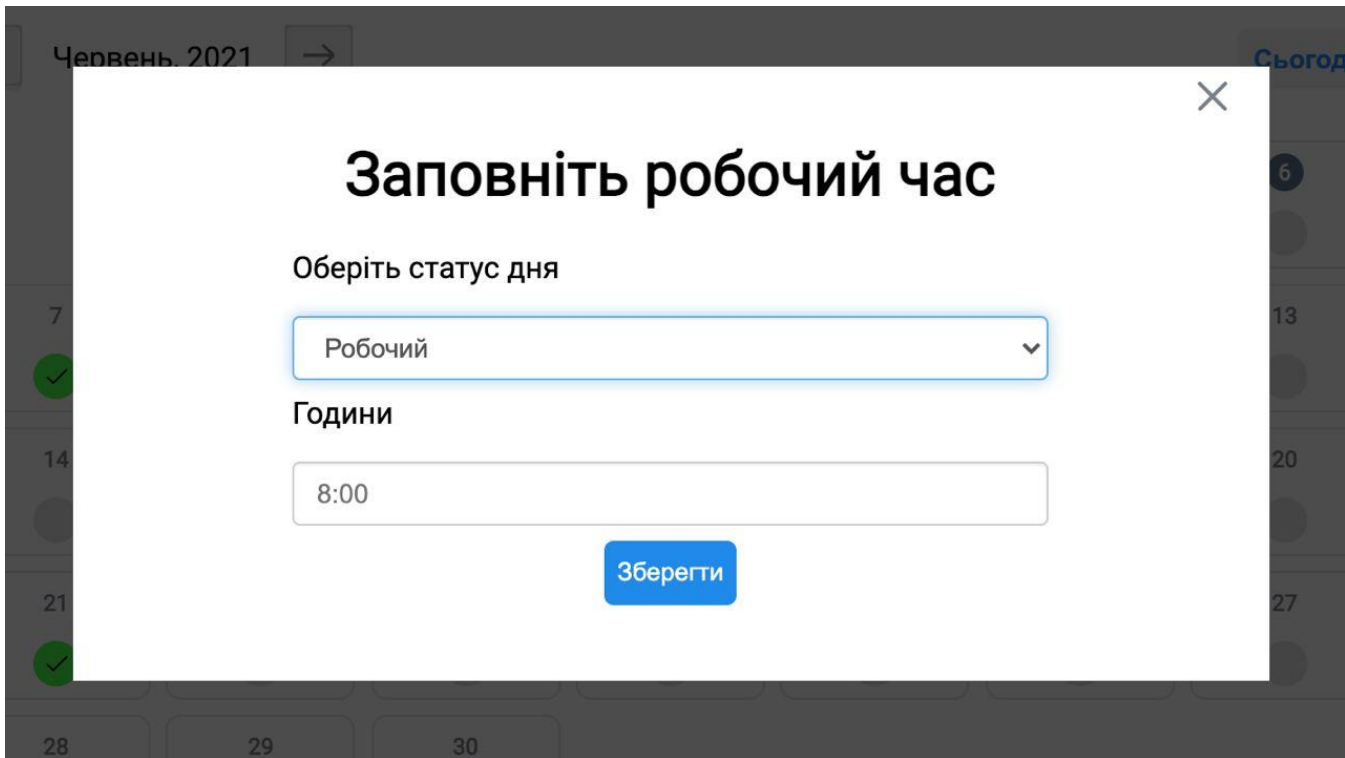 Червень, 2021
Сьогод
Заповніть робочий час
6
Оберіть статус дня
7
Робочий
13
Години
14
8:00
20
Зберегти
21
27
28 29 30